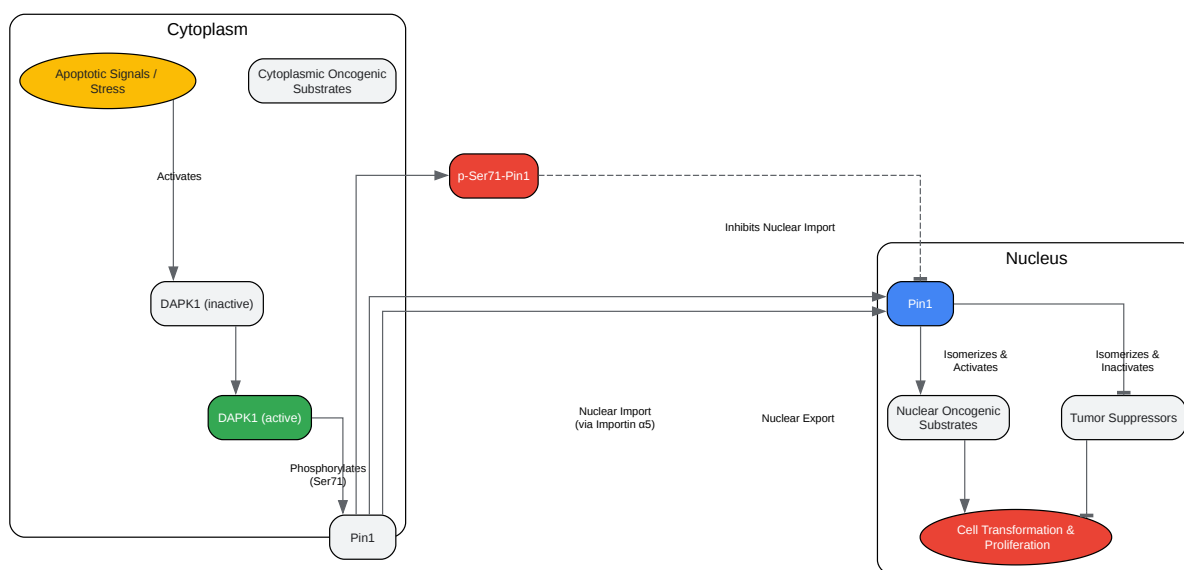 Cytoplasm
Apoptotic Signals /
Stress
Cytoplasmic Oncogenic
Substrates
Activates
p-Ser71-Pin1
Inhibits Nuclear Import
Nucleus
DAPK1 (inactive)
Pin1
Isomerizes &
Activates
Isomerizes &
Inactivates
DAPK1 (active)
Nuclear Import
(via Importin α5)
Nuclear Export
Nuclear Oncogenic
Substrates
Tumor Suppressors
Phosphorylates
(Ser71)
Pin1
Cell Transformation &
Proliferation